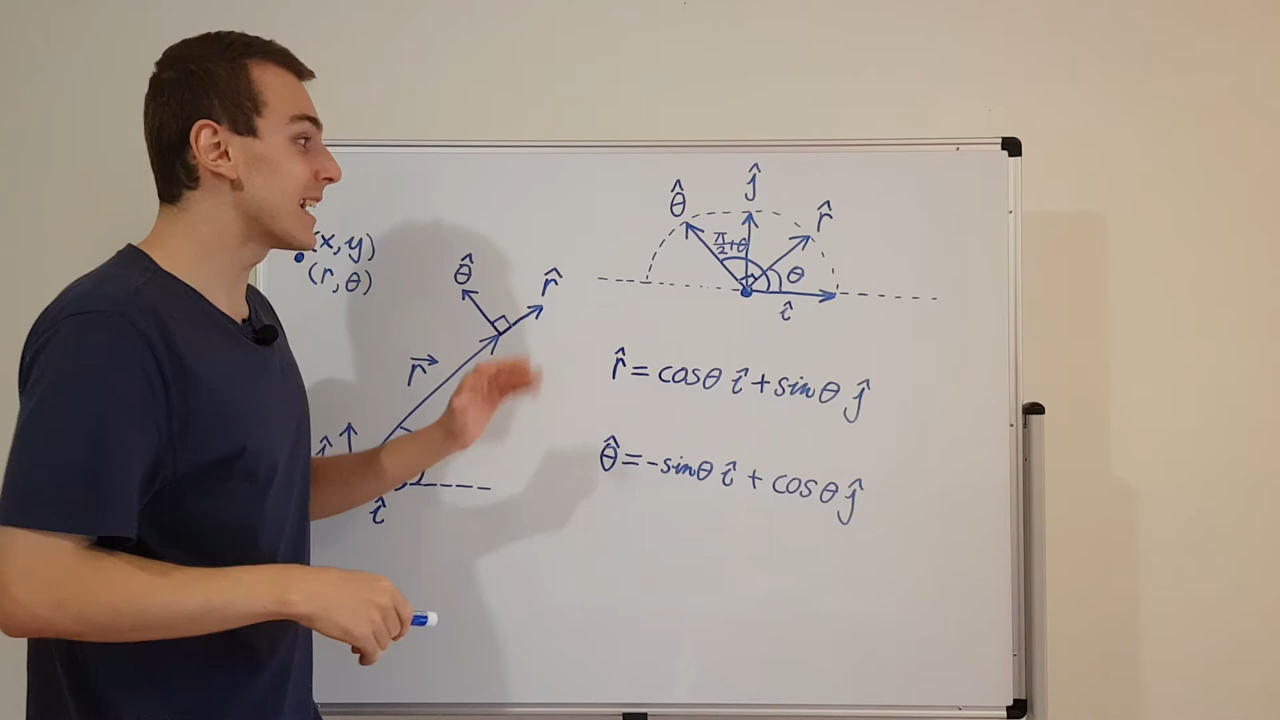 (x, y)
(r, θ)
θ̂
r̂
r⃗
î
θ̂
ĵ
r̂
π/2+θ
θ
î
r̂ = cosθ î + sinθ ĵ
θ̂ = -sinθ î + cosθ ĵ